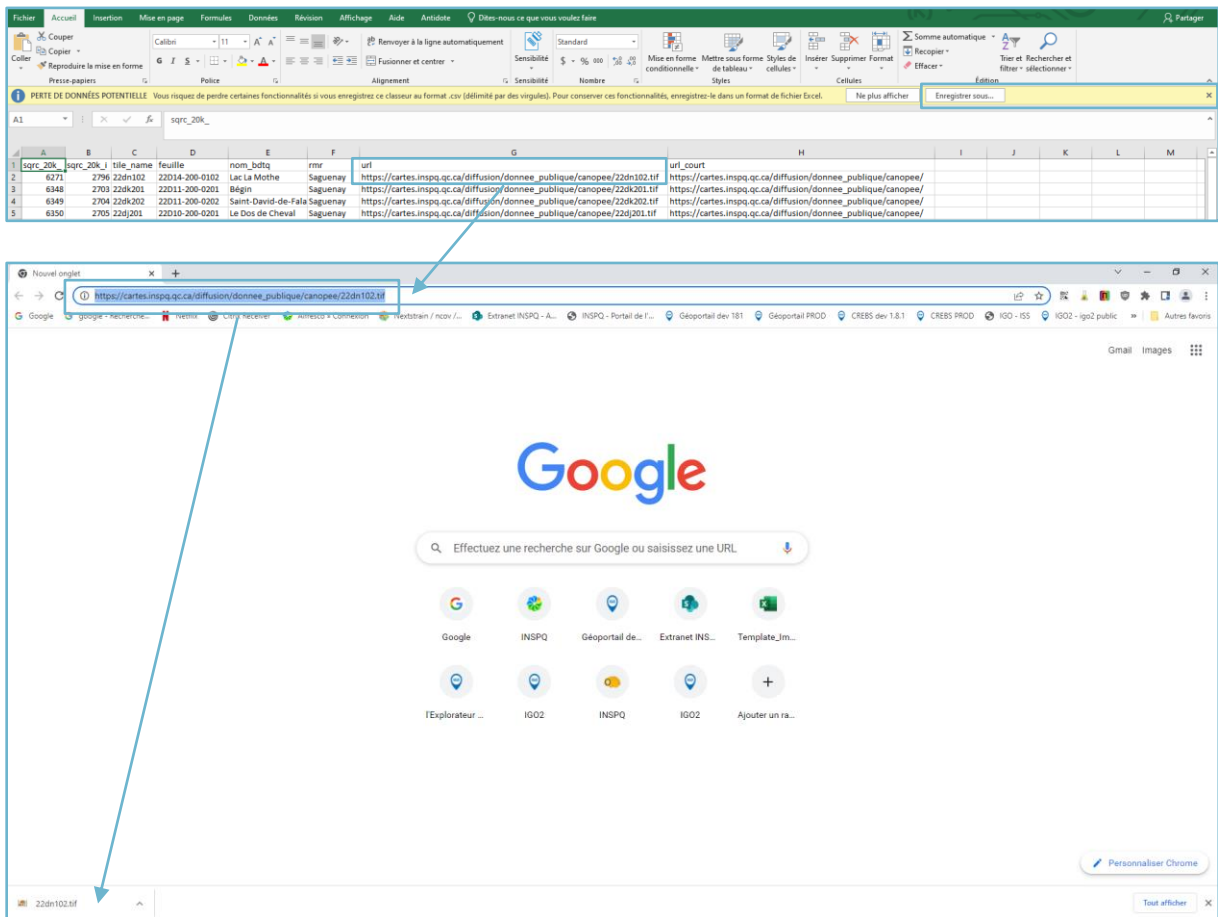 Fichier Accueil Insertion Mise en page Formules Données Révision Affichage Aide Antidote Dites-nous ce que vous voulez faire Partager
Couper Calibri 11 Renvoyer à la ligne automatiquement Standard Somme automatique
Coller Copier Recopier
Reproduire la mise en forme G I S Fusionner et centrer Sensibilité $ % 000 Mise en forme conditionnelle Mettre sous forme de tableau Styles de cellules Insérer Supprimer Format Effacer Trier et filtrer Rechercher et sélectionner
Presse-papiers Police Alignement Sensibilité Nombre Styles Cellules Édition
PERTE DE DONNÉES POTENTIELLE Vous risquez de perdre certaines fonctionnalités si vous enregistrez ce classeur au format .csv (délimité par des virgules). Pour conserver ces fonctionnalités, enregistrez-le dans un format de fichier Excel. Ne plus afficher Enregistrer sous...
A1 fx sqrc_20k_
A B C D E F G H I J K L M
1 sqrc_20k_ sqrc_20k_i tile_name feuille nom_bdtq rmr url url_court
2 6271 2796 22dn102 22D14-200-0102 Lac La Mothe Saguenay https://cartes.inspq.qc.ca/diffusion/donnee_publique/canopee/22dn102.tif https://cartes.inspq.qc.ca/diffusion/donnee_publique/canopee/
3 6348 2703 22dk201 22D11-200-0201 Bégin Saguenay https://cartes.inspq.qc.ca/diffusion/donnee_publique/canopee/22dk201.tif https://cartes.inspq.qc.ca/diffusion/donnee_publique/canopee/
4 6349 2704 22dk202 22D11-200-0202 Saint-David-de-Fala Saguenay https://cartes.inspq.qc.ca/diffusion/donnee_publique/canopee/22dk202.tif https://cartes.inspq.qc.ca/diffusion/donnee_publique/canopee/
5 6350 2705 22dj201 22D10-200-0201 Le Dos de Cheval Saguenay https://cartes.inspq.qc.ca/diffusion/donnee_publique/canopee/22dj201.tif https://cartes.inspq.qc.ca/diffusion/donnee_publique/canopee/
Nouvel onglet
https://cartes.inspq.qc.ca/diffusion/donnee_publique/canopee/22dn102.tif
Google google - Recherche... Netflix Citrix Receiver Alfresco » Connexion Nextstrain / ncov /... Extranet INSPQ - A... INSPQ - Portail de l'... Géoportail dev 181 Géoportail PROD CREBS dev 1.8.1 CREBS PROD IGO - ISS IGO2 - igo2 public » Autres favoris
Gmail Images
Google
Effectuez une recherche sur Google ou saisissez une URL
Google INSPQ Géoportail de... Extranet INS... Template_Im...
l'Explorateur ... IGO2 INSPQ IGO2 Ajouter un ra...
Personnaliser Chrome
22dn102.tif Tout afficher